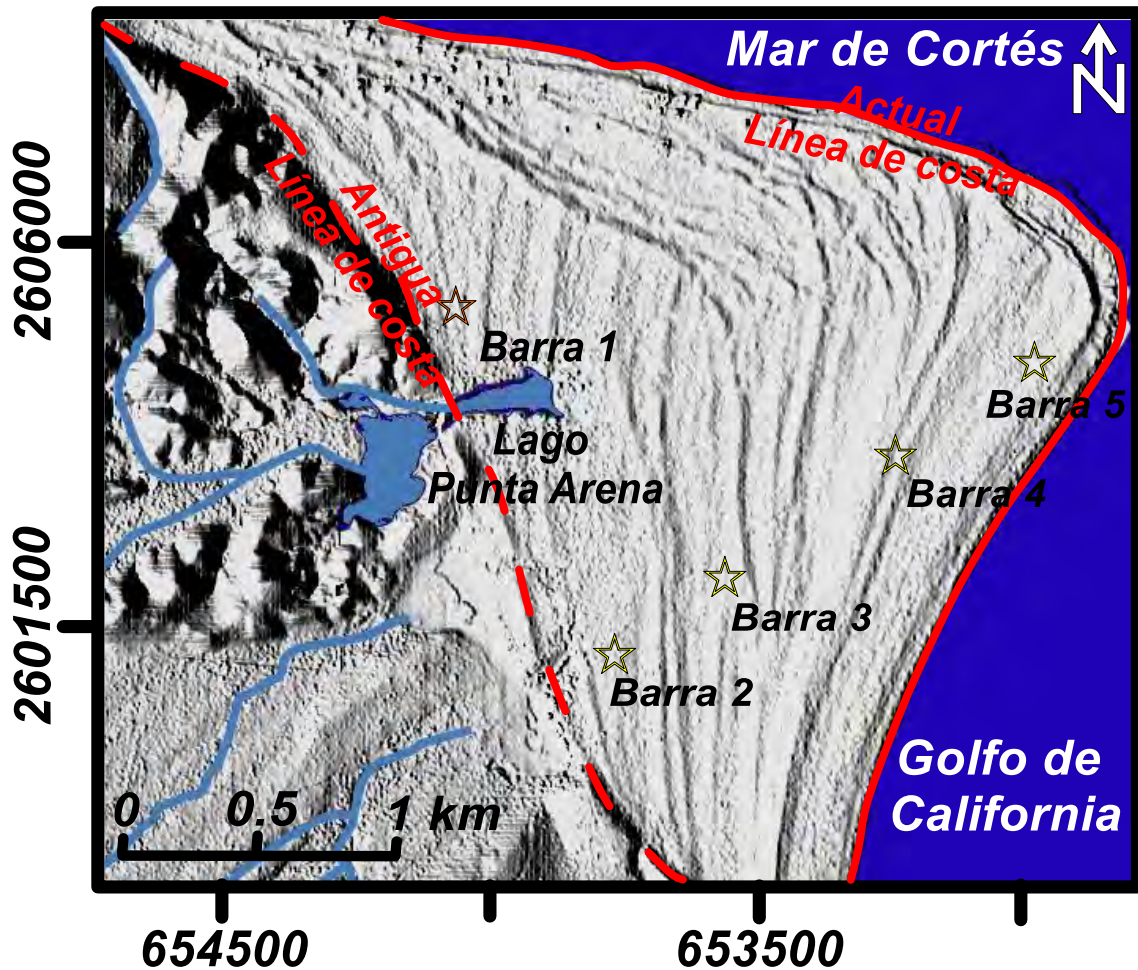 Mar de Cortés
N
Actual
Línea de costa
Antigua
Línea de costa
2606000
Barra 1
Barra 5
Lago
Punta Arena
Barra 4
2601500
Barra 3
Barra 2
Golfo de
California
0 0.5 1 km
654500 653500